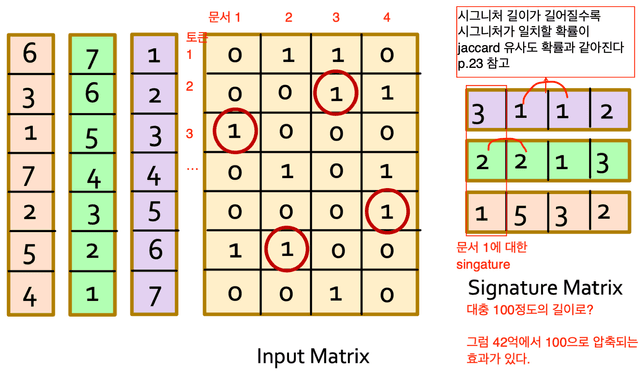 문서 1 2 3 4
토큰
1
2
3
...
6 7 1 0 1 1 0
3 6 2 0 0 1 1
1 5 3 1 0 0 0
7 4 4 0 1 0 1
2 3 5 0 0 0 1
5 2 6 1 1 0 0
4 1 7 0 0 1 0
Input Matrix
시그니처 길이가 길어질수록
시그니처가 일치할 확률이
jaccard 유사도 확률과 같아진다
p.23 참고
3 1 1 2
2 2 1 3
1 5 3 2
문서 1에 대한
singature
Signature Matrix
대충 100정도의 길이로?
그럼 42억에서 100으로 압축되는
효과가 있다.